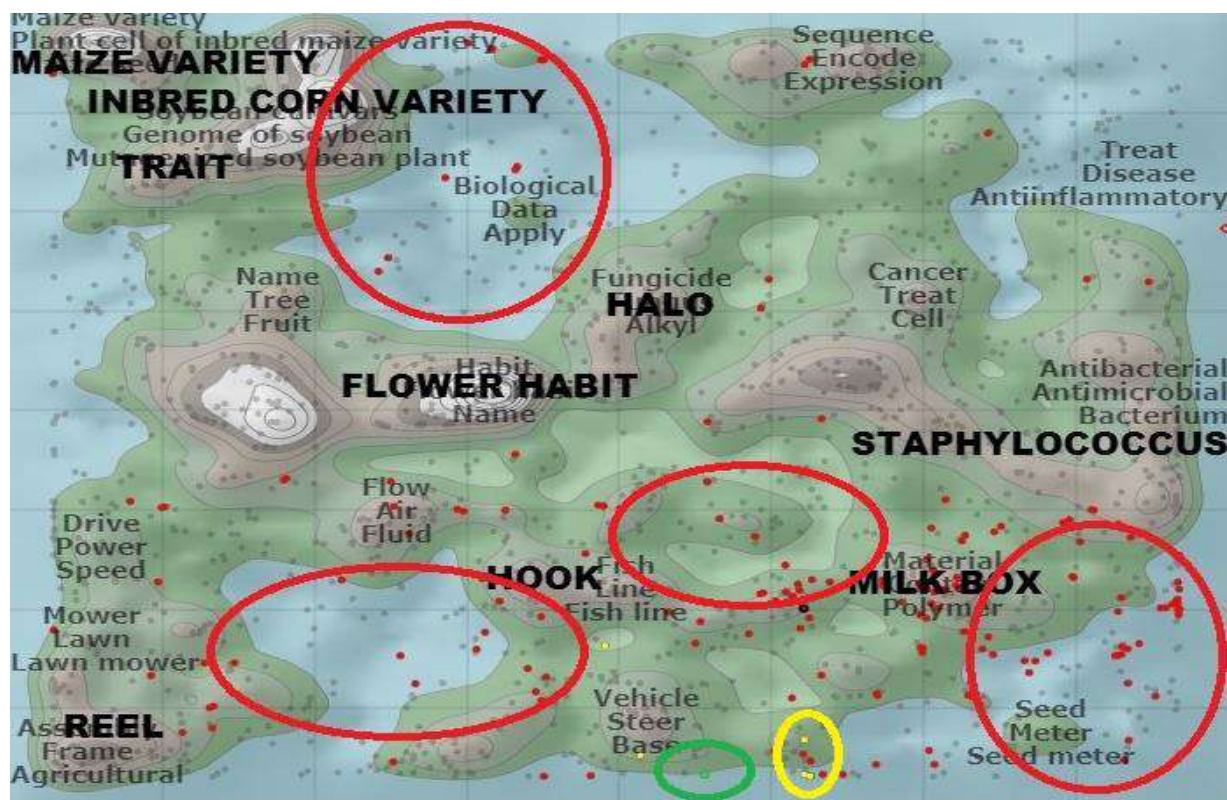 Maize variety
Plant cell of inbred maize variety
MAIZE VARIETY
INBRED CORN VARIETY
Soybean cultivars
Genome of soybean
Mutagenized soybean plant
TRAIT
Sequence
Encode
Expression
Biological
Data
Apply
Treat
Disease
Antiinflammatory
Name
Tree
Fruit
Fungicide
HALO
Alkyl
Cancer
Treat
Cell
Habit
FLOWER HABIT
Name
Antibacterial
Antimicrobial
Bacterium
STAPHYLOCOCCUS
Flow
Air
Fluid
Drive
Power
Speed
HOOK
Fish
Line
Fish line
Material
MILK BOX
Polymer
Mower
Lawn
Lawn mower
Vehicle
Steer
Base
Seed
Meter
Seed meter
REEL
Frame
Agricultural